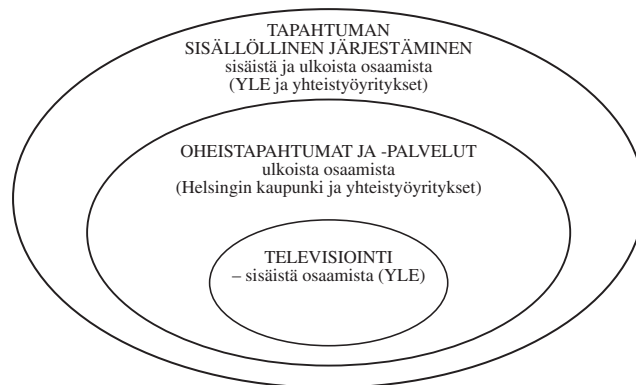 TAPAHTUMAN
SISÄLLÖLLINEN JÄRJESTÄMINEN
sisäistä ja ulkoista osaamista
(YLE ja yhteistyöyritykset)
OHEISTAPAHTUMAT JA -PALVELUT
ulkoista osaamista
(Helsingin kaupunki ja yhteistyöyritykset)
TELEVISIOINTI
– sisäistä osaamista (YLE)